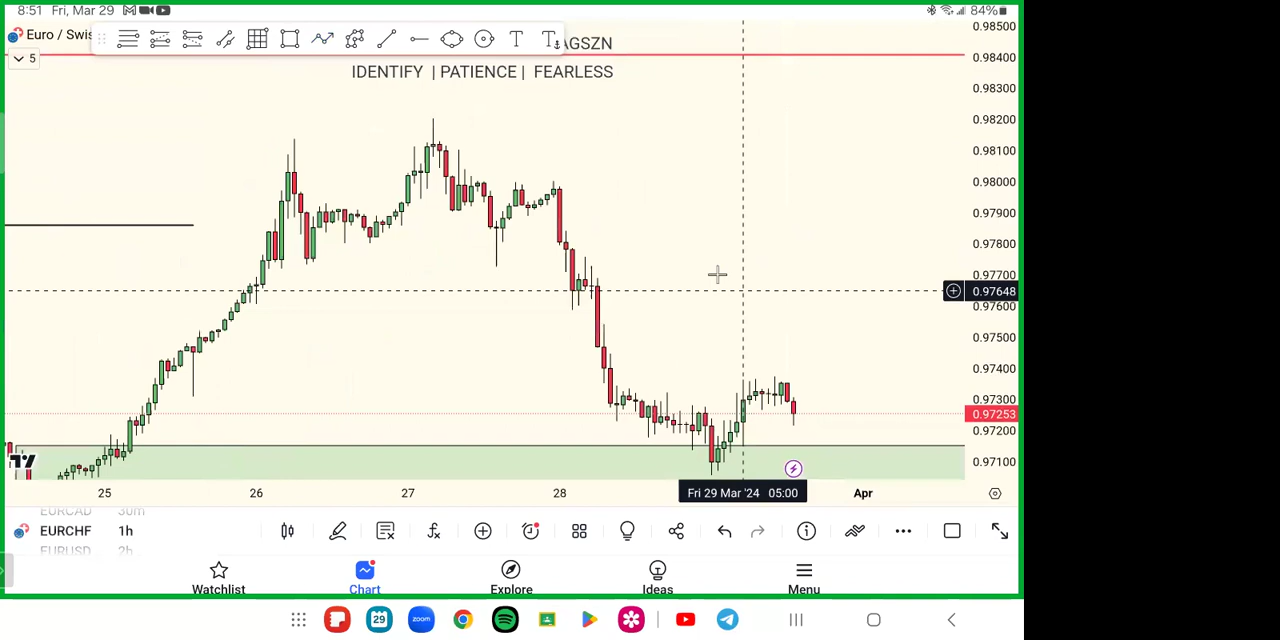 8:51 Fri, Mar 29 84%
Euro / Swis
AGSZN
5
IDENTIFY | PATIENCE | FEARLESS
0.98500
0.98400
0.98300
0.98200
0.98100
0.98000
0.97900
0.97800
0.97700
0.97648
0.97600
0.97500
0.97400
0.97300
0.97253
0.97200
0.97100
25 26 27 28 Fri 29 Mar '24 05:00 Apr
EURCAD 30m
EURCHF 1h
EURUSD 2h
Watchlist Chart Explore Ideas Menu
29 zoom